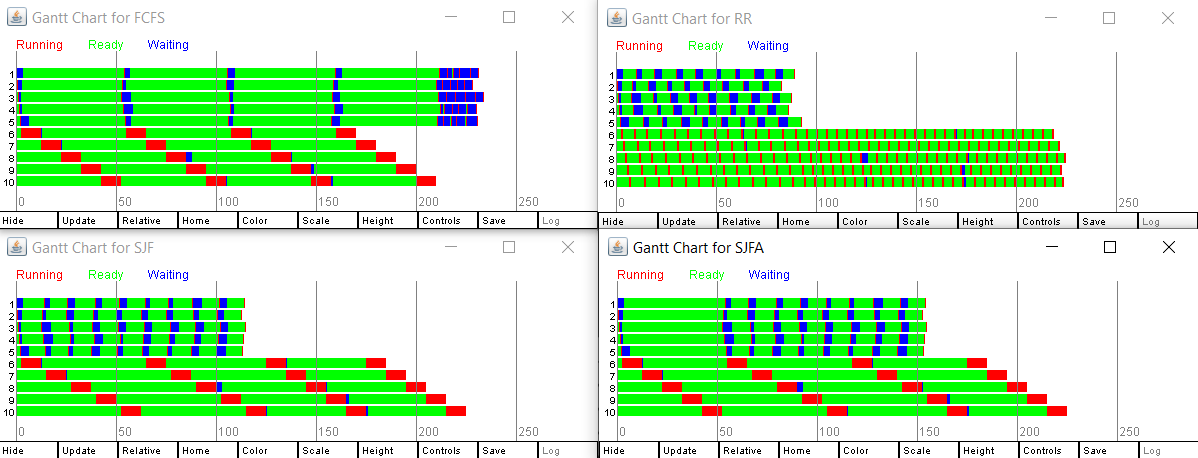 Gantt Chart for FCFS
Running Ready Waiting
1
2
3
4
5
6
7
8
9
10
0 50 100 150 200 250
Hide Update Relative Home Color Scale Height Controls Save Log
Gantt Chart for RR
Running Ready Waiting
1
2
3
4
5
6
7
8
9
10
0 50 100 150 200 250
Hide Update Relative Home Color Scale Height Controls Save Log
Gantt Chart for SJF
Running Ready Waiting
1
2
3
4
5
6
7
8
9
10
0 50 100 150 200 250
Hide Update Relative Home Color Scale Height Controls Save Log
Gantt Chart for SJFA
Running Ready Waiting
1
2
3
4
5
6
7
8
9
10
0 50 100 150 200 250
Hide Update Relative Home Color Scale Height Controls Save Log